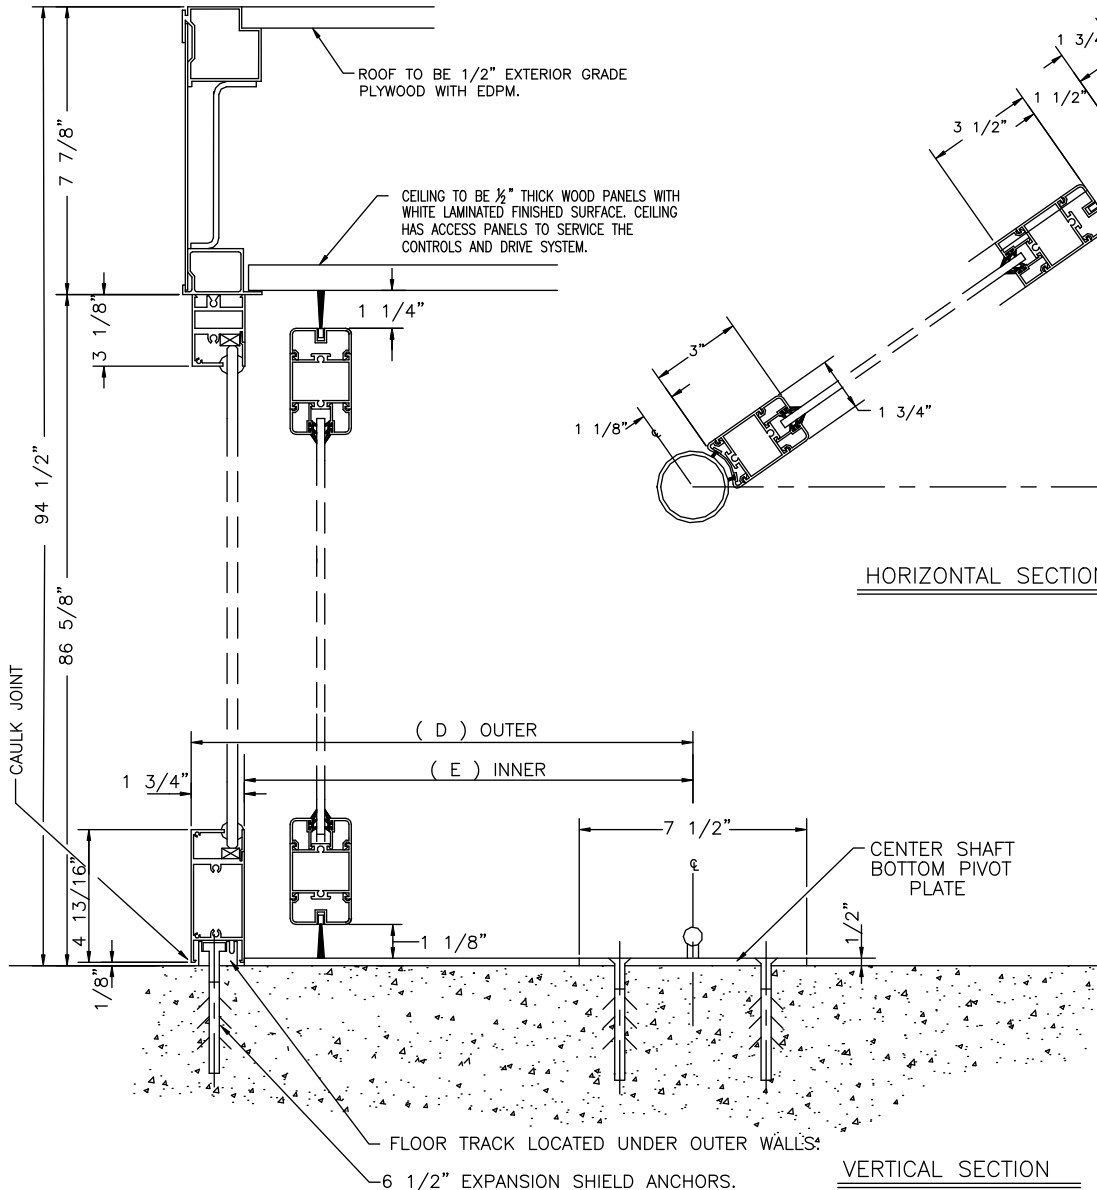 ROOF TO BE 1/2" EXTERIOR GRADE
PLYWOOD WITH EDPM.
7 7/8"
CEILING TO BE ½" THICK WOOD PANELS WITH
WHITE LAMINATED FINISHED SURFACE. CEILING
HAS ACCESS PANELS TO SERVICE THE
CONTROLS AND DRIVE SYSTEM.
3 1/8"
1 1/4"
94 1/2"
86 5/8"
1 1/2"
3 1/2"
3"
1 3/4"
1 1/8"
HORIZONTAL SECTION
CAULK JOINT
( D ) OUTER
( E ) INNER
1 3/4"
7 1/2"
CENTER SHAFT
BOTTOM PIVOT
PLATE
4 13/16"
1 1/8"
1/2"
1/8"
FLOOR TRACK LOCATED UNDER OUTER WALLS.
6 1/2" EXPANSION SHIELD ANCHORS.
VERTICAL SECTION